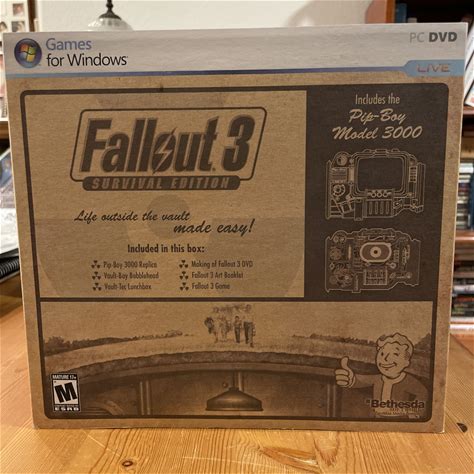 Games
for Windows
PC DVD
LIVE
Includes the
Pip-Boy
Model 3000
Fallout 3
SURVIVAL EDITION
Life outside the vault
made easy!
Included in this box:
Pip-Boy 3000 Replica
Vault-Boy Bobblehead
Vault-Tec Lunchbox
Making of Fallout 3 DVD
Fallout 3 Art Booklet
Fallout 3 Game
MATURE 17+
M
ESRB
Bethesda